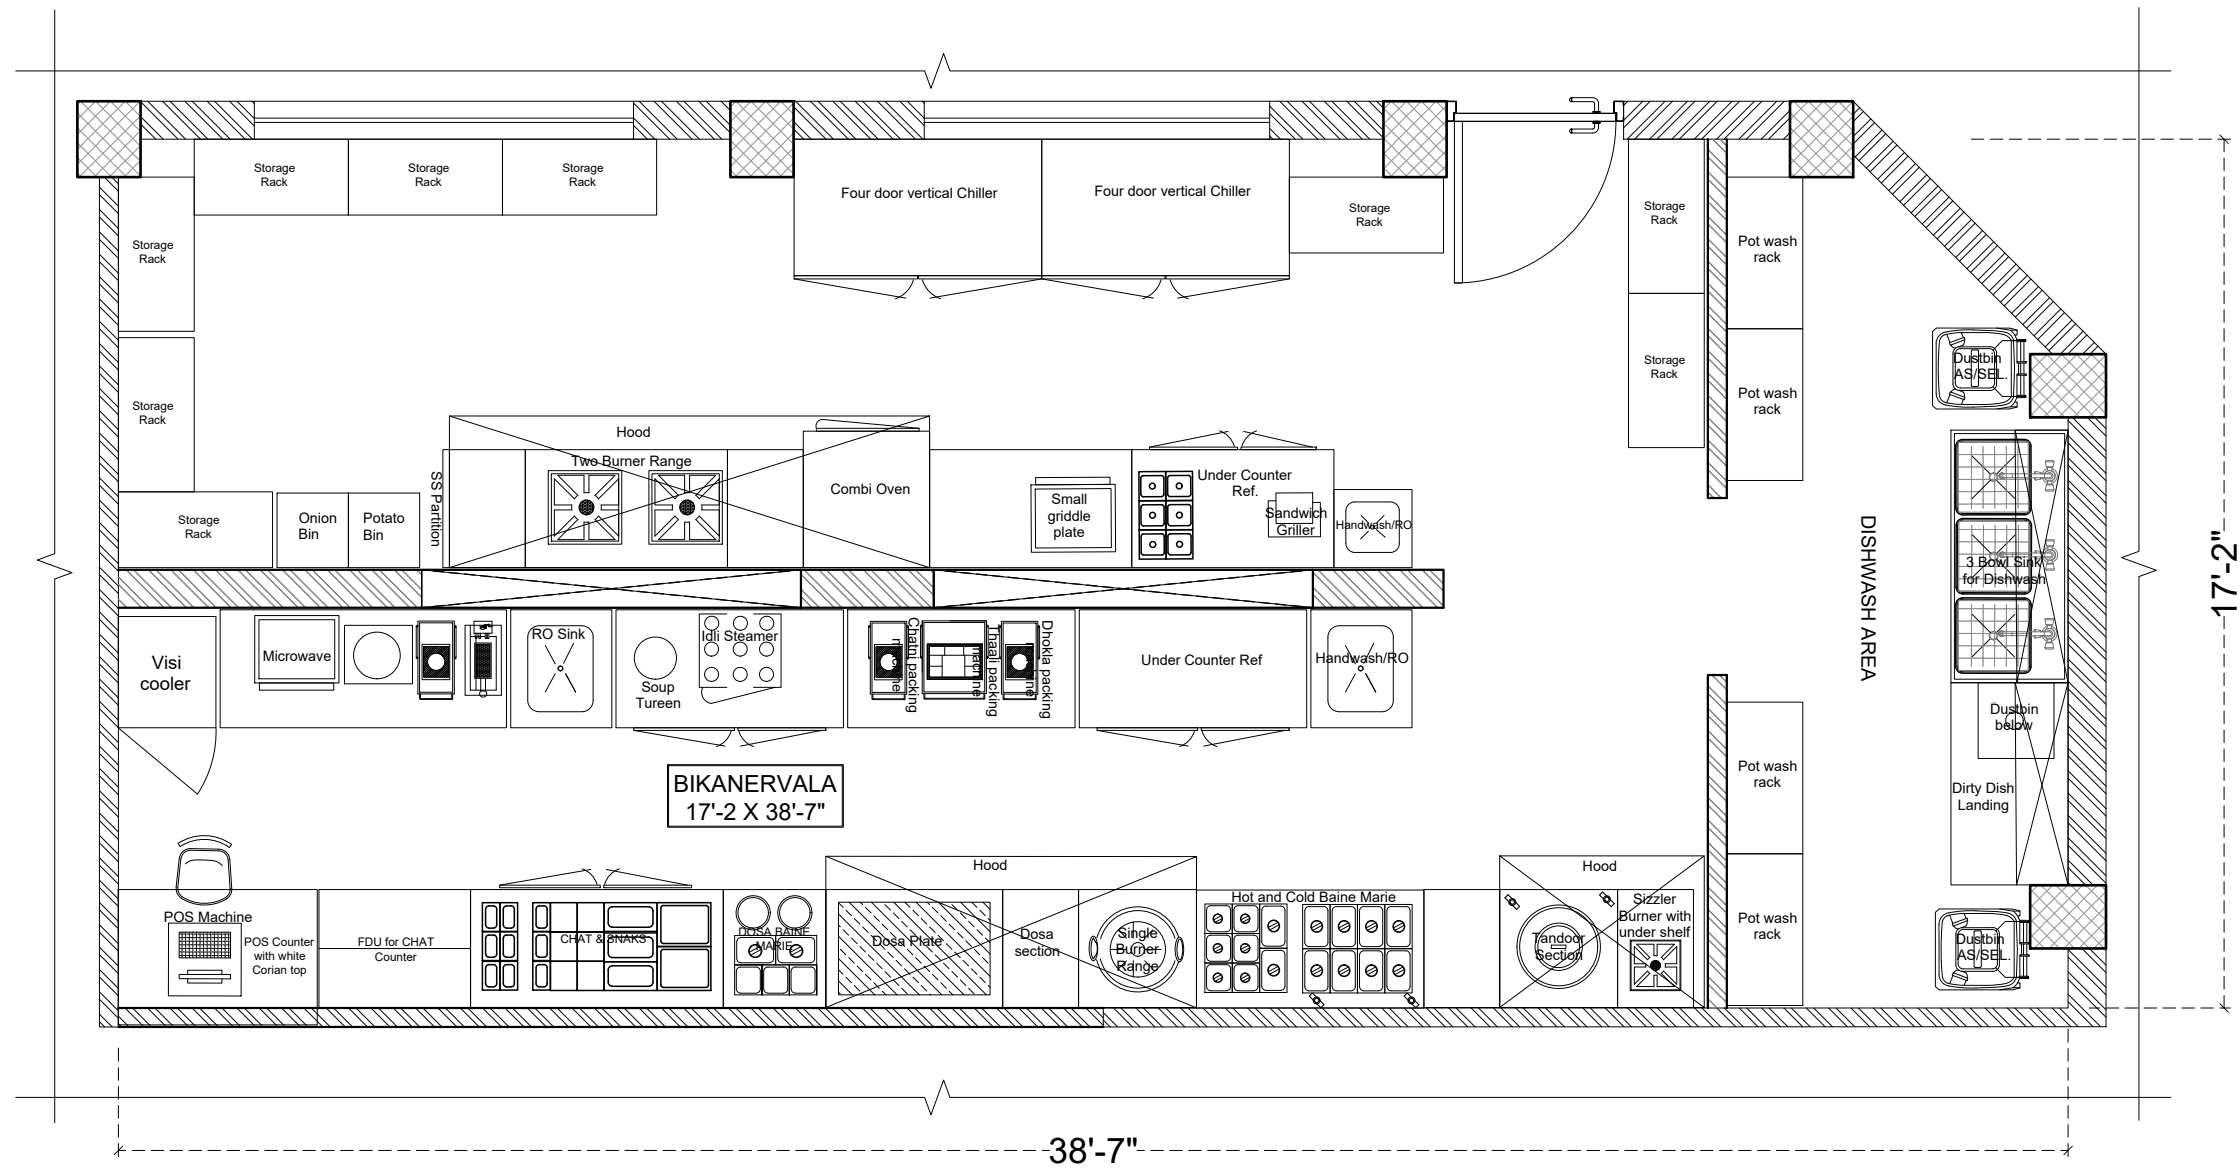 Storage
Rack
Storage
Rack
Storage
Rack
Four door vertical Chiller
Four door vertical Chiller
Storage
Rack
Storage
Rack
Pot wash
rack
Storage
Rack
Storage
Rack
Storage
Rack
Pot wash
rack
Dustbin
AS/SEL.
Hood
Two Burner Range
SS Partition
Combi Oven
Small
griddle
plate
Under Counter
Ref.
Sandwich
Griller
Handwash/RO
Storage
Rack
Onion
Bin
Potato
Bin
DISHWASH AREA
3 Bowl Sink
for Dishwash
17'-2"
Visi
cooler
Microwave
RO Sink
Soup
Tureen
Idli Steamer
Chatni packing
machine
Thaali packing
machine
Dhokla packing
machine
Under Counter Ref
Handwash/RO
Dustbin
below
Dirty Dish
Landing
Pot wash
rack
BIKANERVALA
17'-2 X 38'-7"
POS Machine
POS Counter
with white
Corian top
FDU for CHAT
Counter
CHAT & SNAKS
DOSA BAINE
MARIE
Hood
Dosa Plate
Dosa
section
Single
Burner
Range
Hot and Cold Baine Marie
Hood
Tandoor
Section
Sizzler
Burner with
under shelf
Pot wash
rack
Dustbin
AS/SEL.
38'-7"